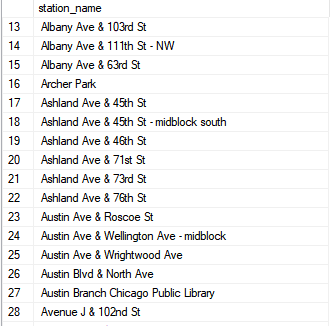 station_name
13 Albany Ave & 103rd St
14 Albany Ave & 111th St - NW
15 Albany Ave & 63rd St
16 Archer Park
17 Ashland Ave & 45th St
18 Ashland Ave & 45th St - midblock south
19 Ashland Ave & 46th St
20 Ashland Ave & 71st St
21 Ashland Ave & 73rd St
22 Ashland Ave & 76th St
23 Austin Ave & Roscoe St
24 Austin Ave & Wellington Ave - midblock
25 Austin Ave & Wrightwood Ave
26 Austin Blvd & North Ave
27 Austin Branch Chicago Public Library
28 Avenue J & 102nd St